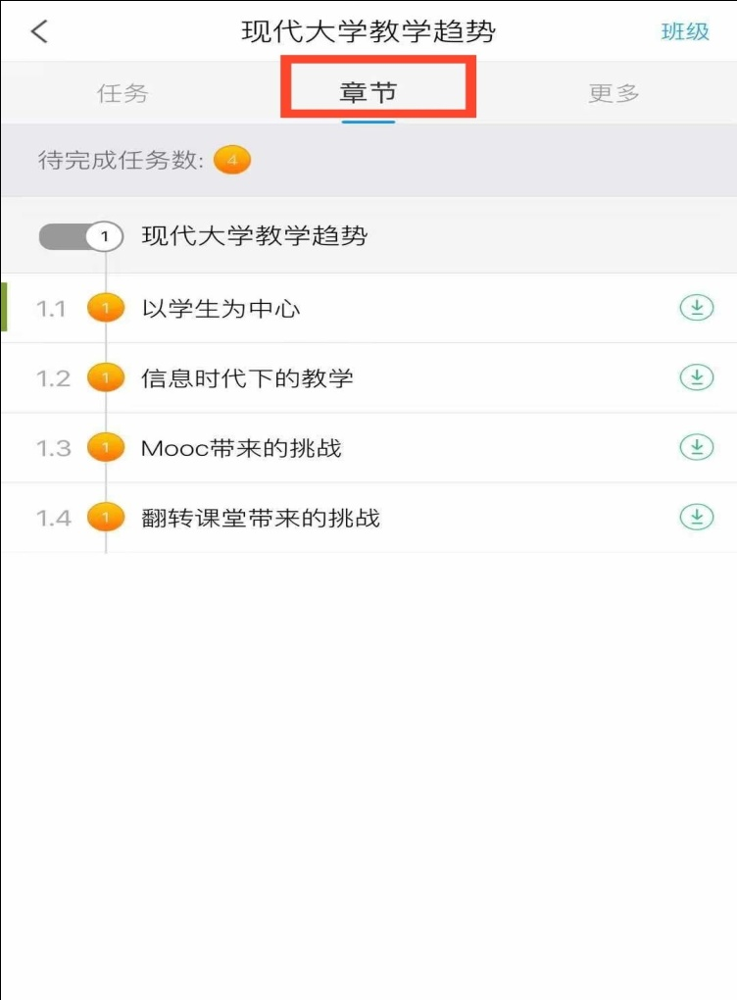 现代大学教学趋势 班级
任务 章节 更多
待完成任务数: 4
1 现代大学教学趋势
1.1 1 以学生为中心
1.2 1 信息时代下的教学
1.3 1 Mooc带来的挑战
1.4 1 翻转课堂带来的挑战